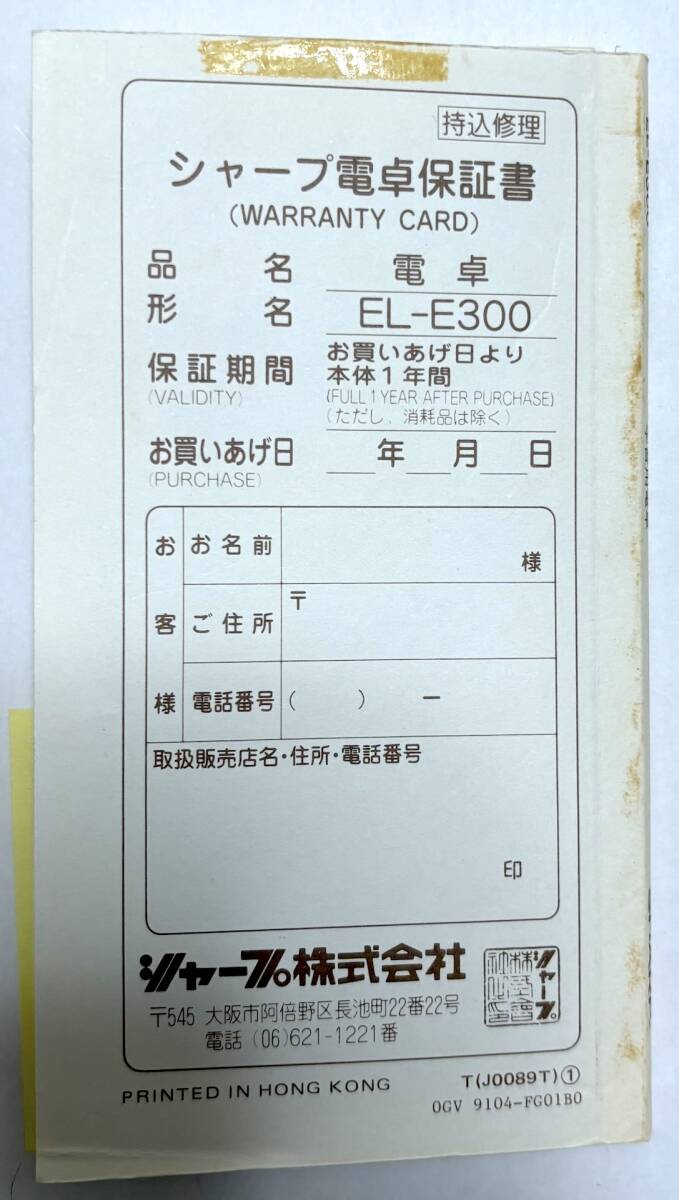 持込修理
シャープ電卓保証書
(WARRANTY CARD)
品名 電卓
形名 EL-E300
保証期間 お買いあげ日より
本体1年間
(VALIDITY) (FULL 1 YEAR AFTER PURCHASE)
(ただし、消耗品は除く)
お買いあげ日 年 月 日
(PURCHASE)
お客様
お名前 様
ご住所 〒
電話番号 ( ) ー
取扱販売店名・住所・電話番号
印
シャープ株式会社
〒545 大阪市阿倍野区長池町22番22号
電話 (06)621-1221番
PRINTED IN HONG KONG
T(J0089T)①
0GV 9104-FG01B0